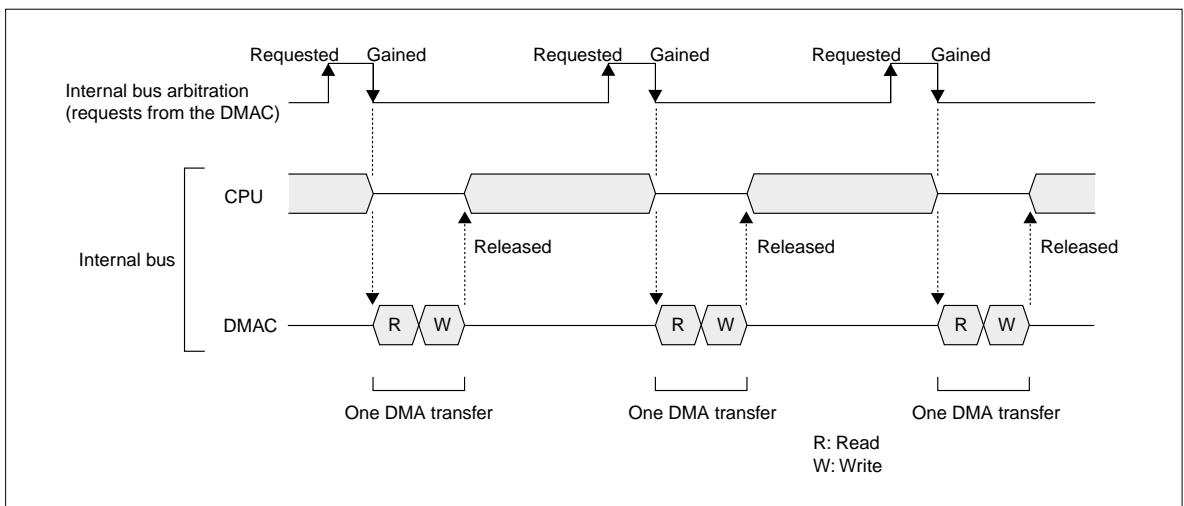 Requested Gained Requested Gained Requested Gained
Internal bus arbitration
(requests from the DMAC)
CPU
Released Released Released
Internal bus
DMAC R W R W R W
One DMA transfer One DMA transfer One DMA transfer
R: Read
W: Write